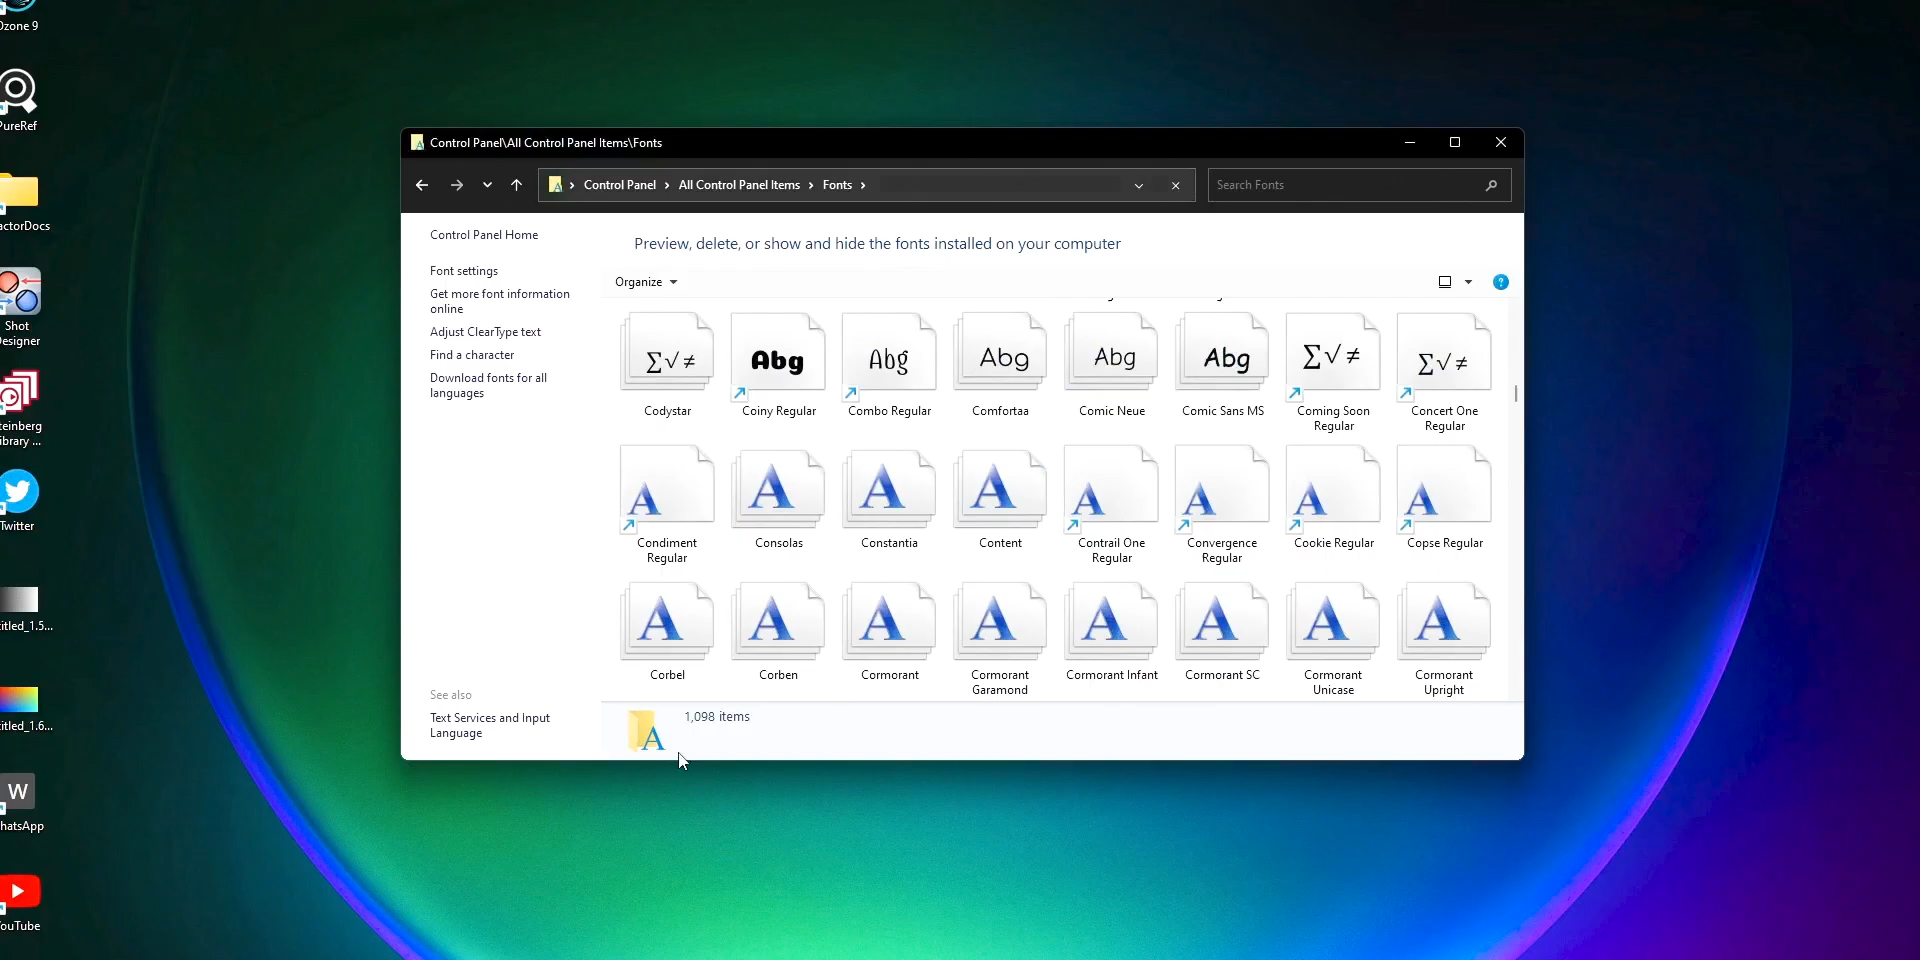 Ozone 9
PureRef
actorDocs
Shot
Designer
teinberg
ibrary ...
Twitter
titled_1.5...
titled_1.6...
W
hatsApp
YouTube
Control Panel\All Control Panel Items\Fonts
Control Panel › All Control Panel Items › Fonts ›
Search Fonts
Control Panel Home
Font settings
Get more font information
online
Adjust ClearType text
Find a character
Download fonts for all
languages
See also
Text Services and Input
Language
Preview, delete, or show and hide the fonts installed on your computer
Organize
?
∑√≠ Abg Abg Abg Abg Abg ∑√≠ ∑√≠
Codystar Coiny Regular Combo Regular Comfortaa Comic Neue Comic Sans MS Coming Soon Concert One
Regular Regular
A A A A A A A A
Condiment Consolas Constantia Content Contrail One Convergence Cookie Regular Copse Regular
Regular Regular Regular
A A A A A A A A
Corbel Corben Cormorant Cormorant Cormorant Infant Cormorant SC Cormorant Cormorant
Garamond Unicase Upright
A
1,098 items